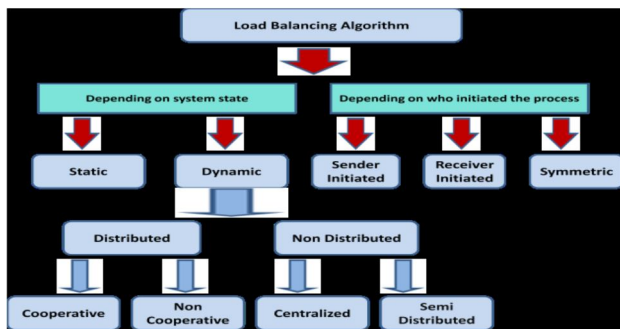 Load Balancing Algorithm
Depending on system state
Depending on who initiated the process
Static
Dynamic
Sender
Initiated
Receiver
Initiated
Symmetric
Distributed
Non Distributed
Cooperative
Non
Cooperative
Centralized
Semi
Distributed